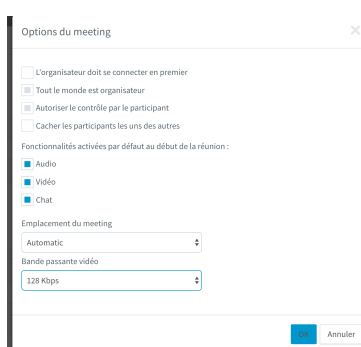 Options du meeting
L'organisateur doit se connecter en premier
Tout le monde est organisateur
Autoriser le contrôle par le participant
Cacher les participants les uns des autres
Fonctionnalités activées par défaut au début de la réunion :
Audio
Vidéo
Chat
Emplacement du meeting
Automatic
Bande passante vidéo
128 Kbps
OK Annuler